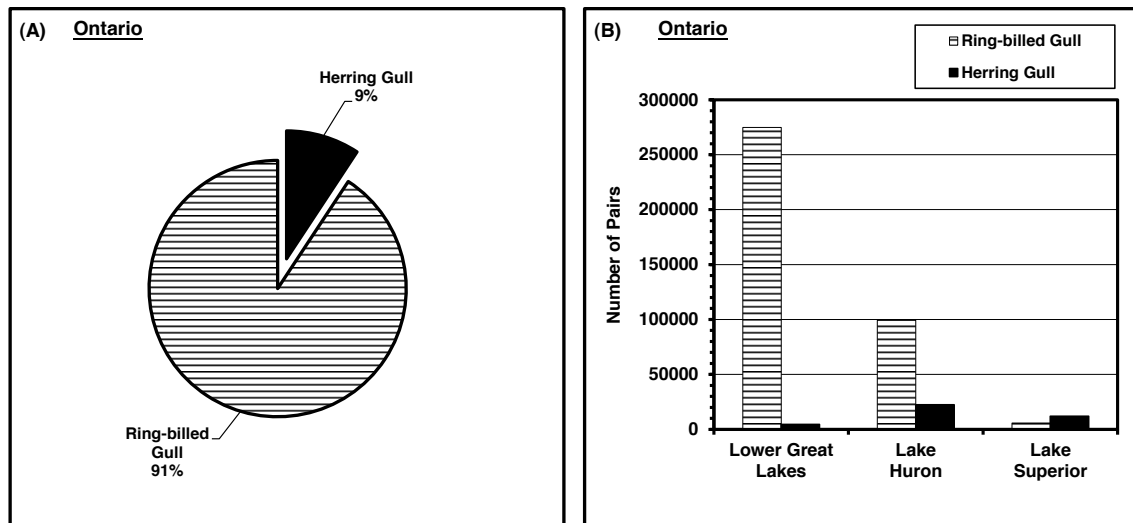 (A) Ontario
Herring Gull
9%
Ring-billed
Gull
91%
(B) Ontario
Ring-billed Gull
Herring Gull
300000
250000
200000
150000
100000
50000
0
Number of Pairs
Lower Great
Lakes
Lake
Huron
Lake
Superior